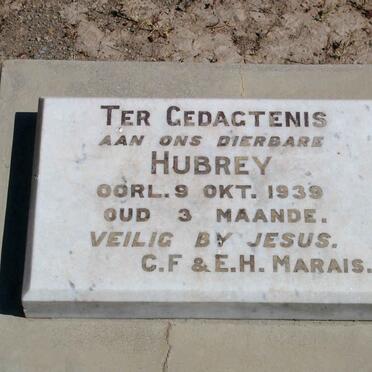 TER GEDAGTENIS
AAN ONS DIERBARE
HUBREY
OORL. 9 OKT. 1939
OUD 3 MAANDE.
VEILIG BY JESUS.
C.F & E.H. MARAIS.